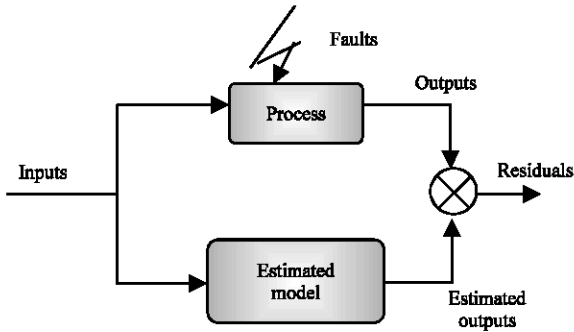 Faults
Outputs
Process
Inputs
Residuals
Estimated
model
Estimated
outputs